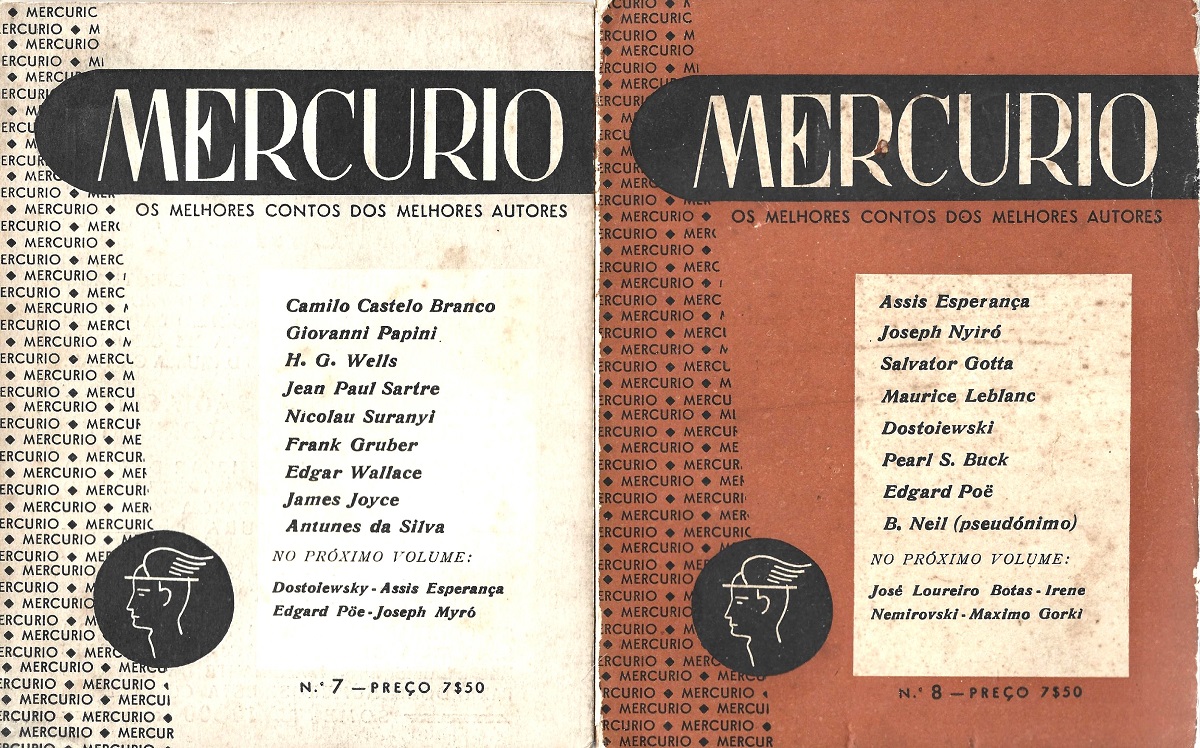 MERCURIO
OS MELHORES CONTOS DOS MELHORES AUTORES
Camilo Castelo Branco
Giovanni Papini
H. G. Wells
Jean Paul Sartre
Nicolau Suranyi
Frank Gruber
Edgar Wallace
James Joyce
Antunes da Silva
NO PRÓXIMO VOLUME:
Dostoiewsky - Assis Esperança
Edgard Pöe - Joseph Myró
N.º 7 — PREÇO 7$50
MERCURIO
OS MELHORES CONTOS DOS MELHORES AUTORES
Assis Esperança
Joseph Nyiró
Salvator Gotta
Maurice Leblanc
Dostoiewski
Pearl S. Buck
Edgard Poë
B. Neil (pseudónimo)
NO PRÓXIMO VOLUME:
José Loureiro Botas - Irene
Nemirovski - Maximo Gorki
N.º 8 — PREÇO 7$50